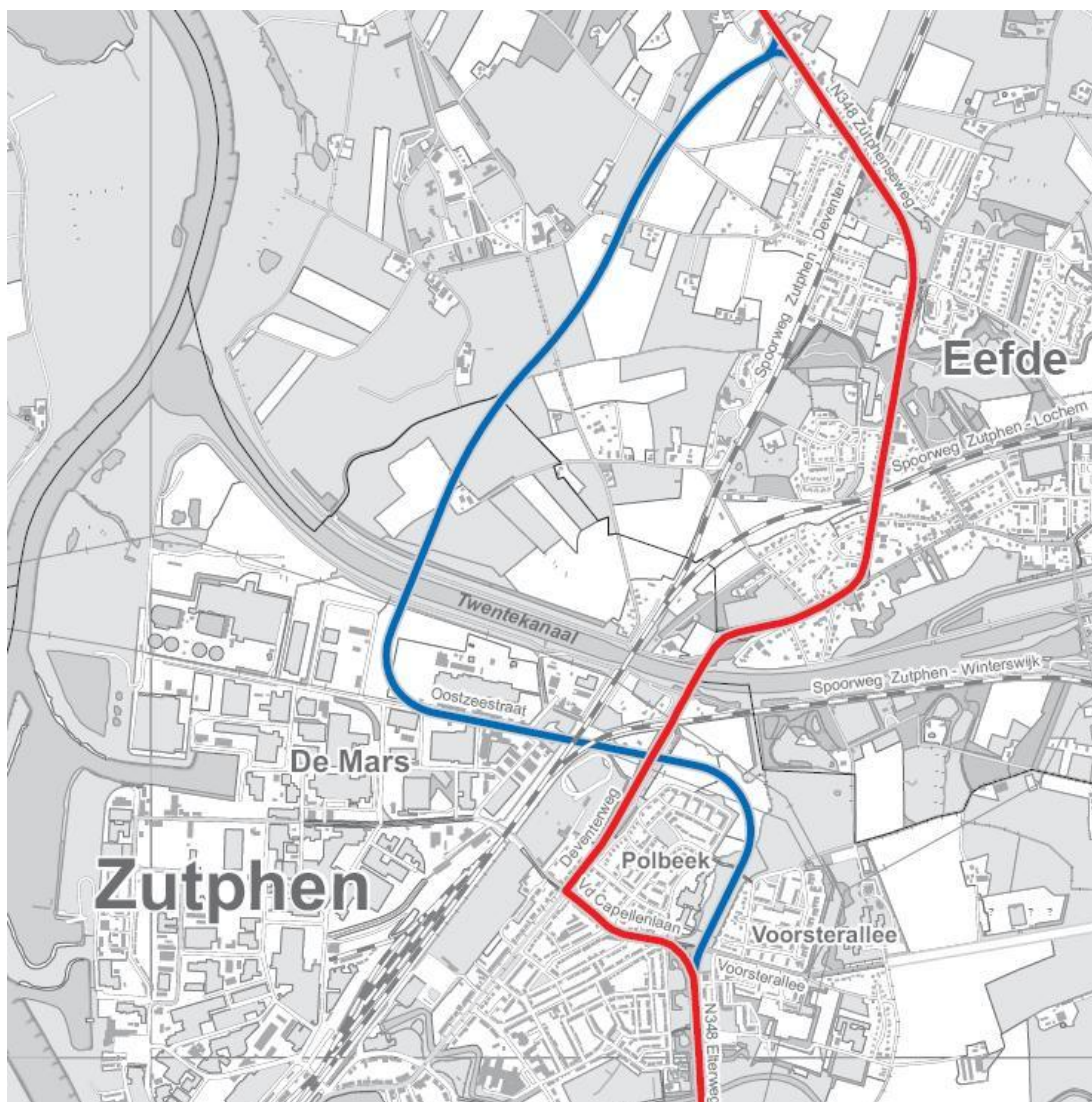 N348 Zutphenseweg
Spoorweg Zutphen - Deventer
Eefde
Spoorweg Zutphen - Lochem
Twentekanaal
Spoorweg Zutphen - Winterswijk
Oostzeestraat
De Mars
Deventerweg
Polbeek
Zutphen
Vd Capellenlaan
Voorsterallee
Voorsterallee
N348 Elterweg